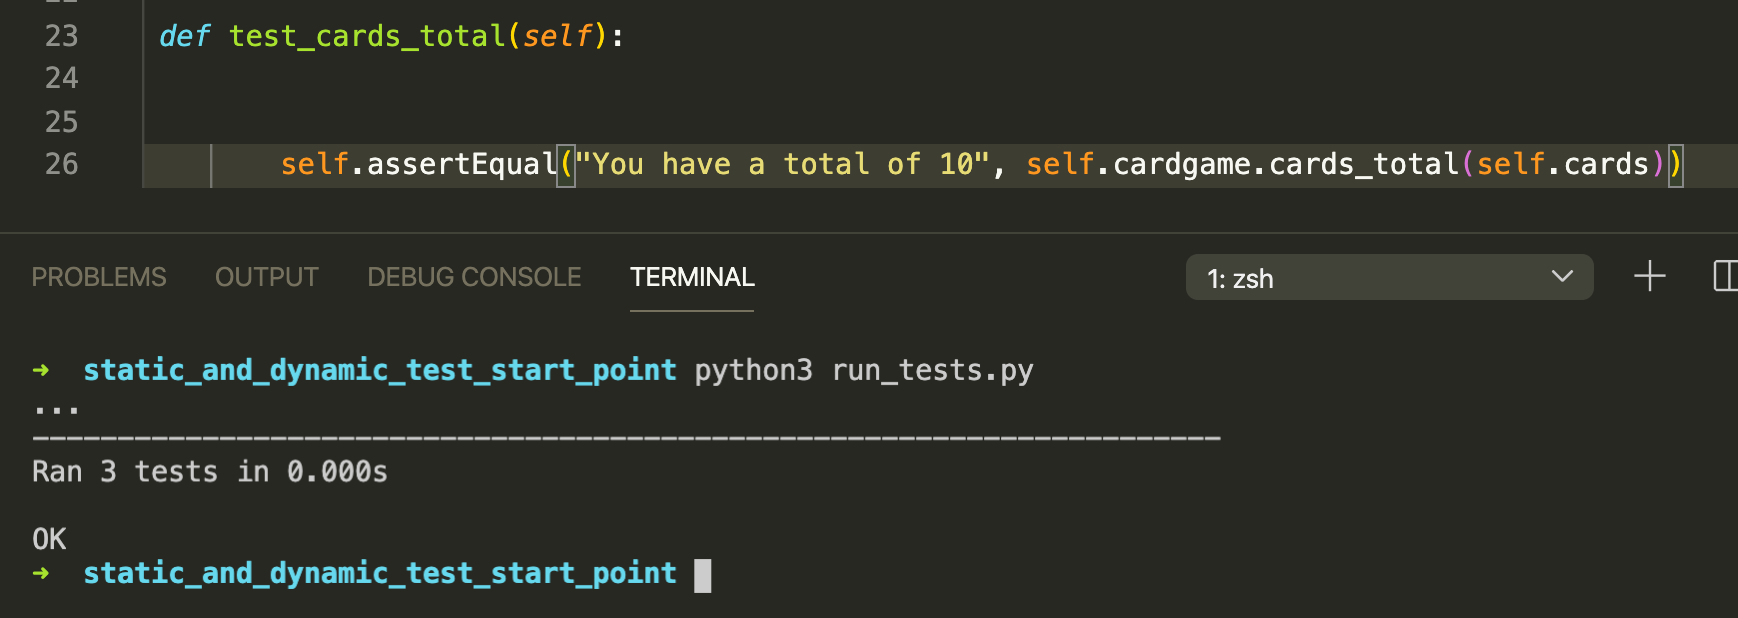 23 def test_cards_total(self):
24
25
26 self.assertEqual("You have a total of 10", self.cardgame.cards_total(self.cards))
PROBLEMS OUTPUT DEBUG CONSOLE TERMINAL 1: zsh
➜ static_and_dynamic_test_start_point python3 run_tests.py
...
----------------------------------------------------------------------
Ran 3 tests in 0.000s
OK
➜ static_and_dynamic_test_start_point